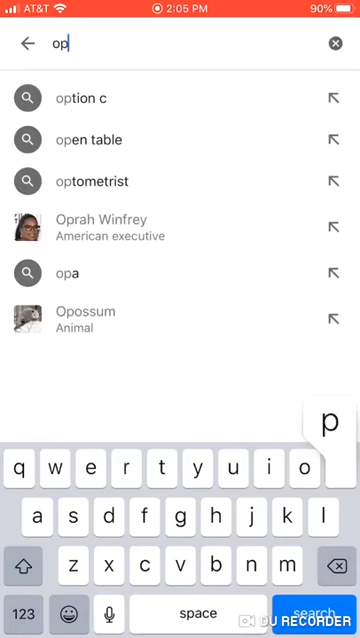 AT&T 2:05 PM 90%
op
option c
open table
optometrist
Oprah Winfrey
American executive
opa
Opossum
Animal
p
q w e r t y u i o
a s d f g h j k l
z x c v b n m
123 space search
DU RECORDER